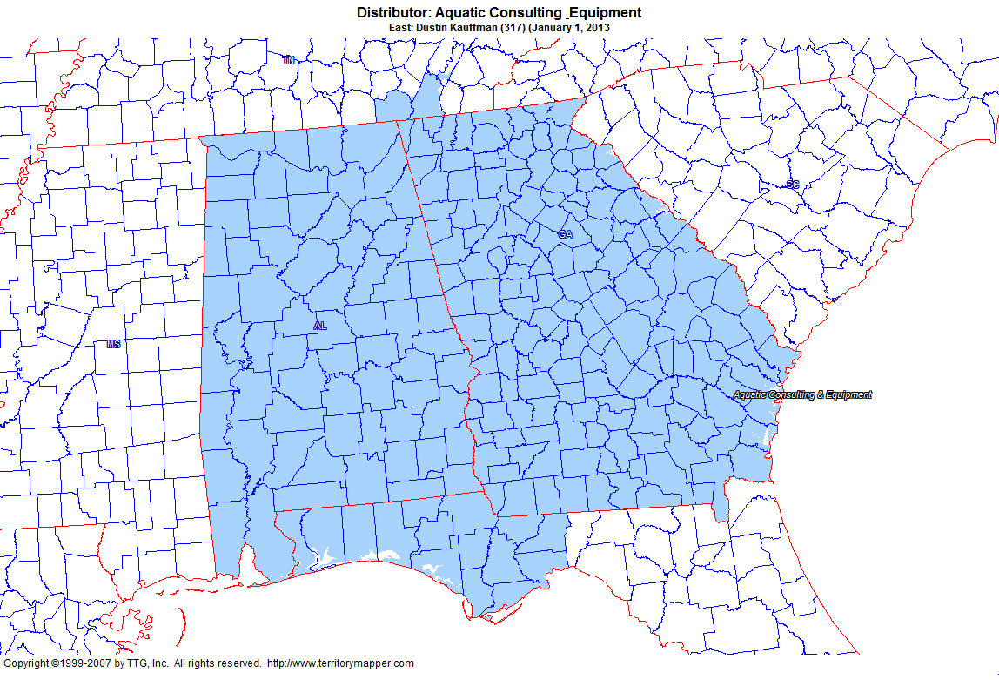 Distributor: Aquatic Consulting _Equipment
East: Dustin Kauffman (317) (January 1, 2013
TN
SC
GA
AL
MS
Aquatic Consulting & Equipment
Copyright ©1999-2007 by TTG, Inc. All rights reserved. http://www.territorymapper.com